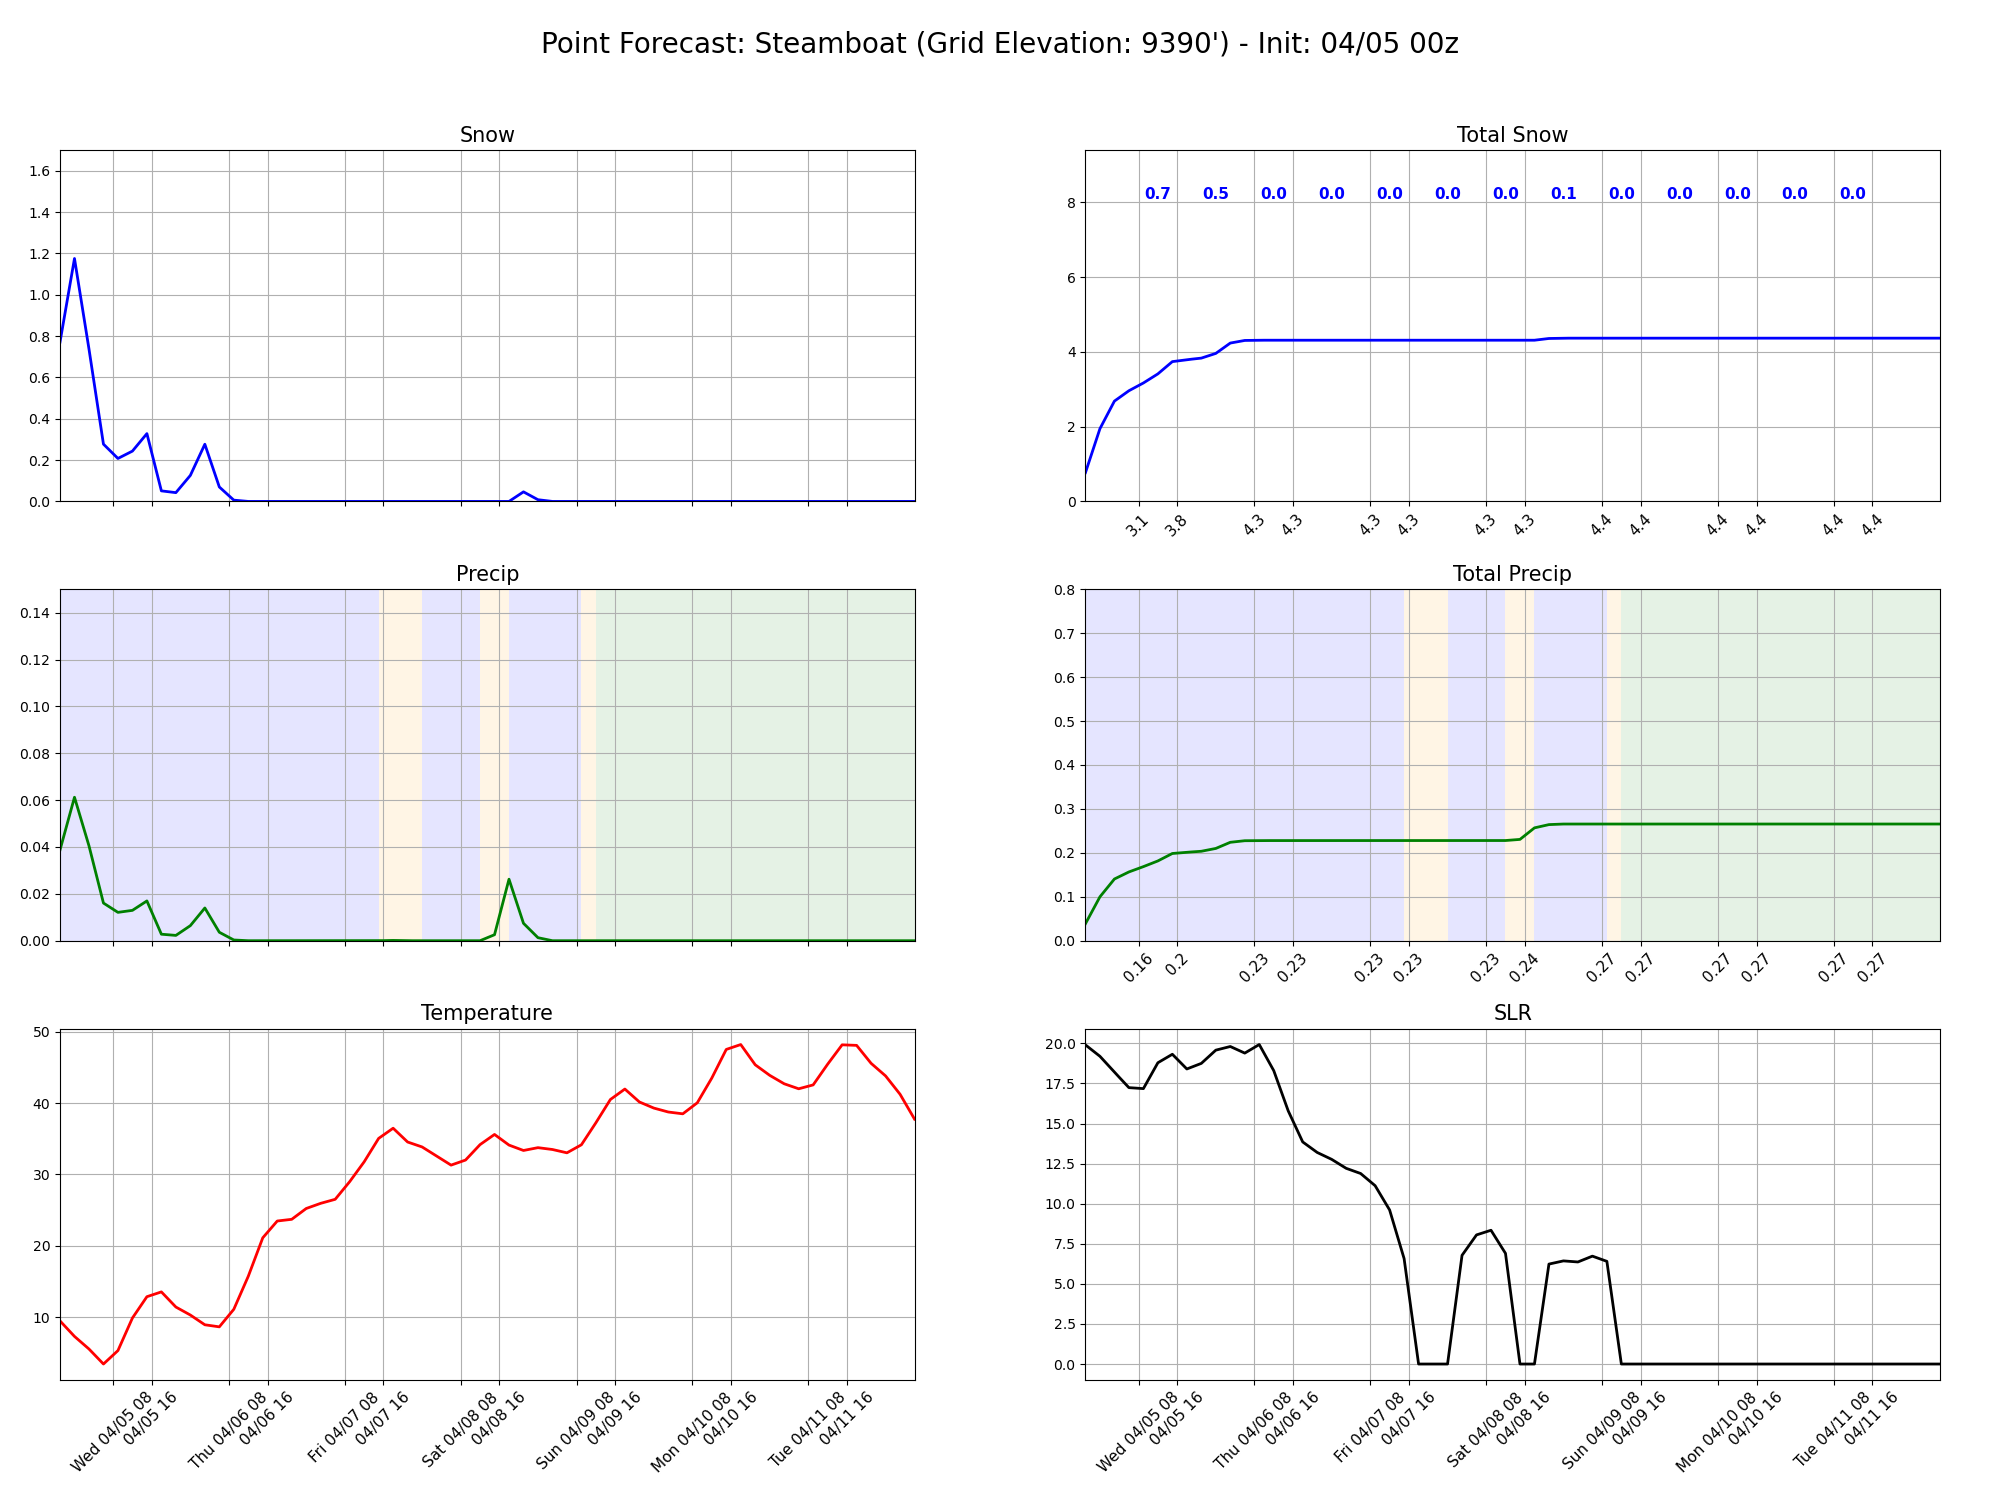 Point Forecast: Steamboat (Grid Elevation: 9390') - Init: 04/05 00z
Snow
1.6
1.4
1.2
1.0
0.8
0.6
0.4
0.2
0.0
Total Snow
0.7 0.5 0.0 0.0 0.0 0.0 0.0 0.1 0.0 0.0 0.0 0.0 0.0
8
6
4
2
0
3.1 3.8 4.3 4.3 4.3 4.3 4.3 4.3 4.4 4.4 4.4 4.4 4.4 4.4
Precip
0.14
0.12
0.10
0.08
0.06
0.04
0.02
0.00
Total Precip
0.8
0.7
0.6
0.5
0.4
0.3
0.2
0.1
0.0
0.16 0.2 0.23 0.23 0.23 0.23 0.23 0.24 0.27 0.27 0.27 0.27 0.27 0.27
Temperature
50
40
30
20
10
Wed 04/05 08
04/05 16
Thu 04/06 08
04/06 16
Fri 04/07 08
04/07 16
Sat 04/08 08
04/08 16
Sun 04/09 08
04/09 16
Mon 04/10 08
04/10 16
Tue 04/11 08
04/11 16
SLR
20.0
17.5
15.0
12.5
10.0
7.5
5.0
2.5
0.0
Wed 04/05 08
04/05 16
Thu 04/06 08
04/06 16
Fri 04/07 08
04/07 16
Sat 04/08 08
04/08 16
Sun 04/09 08
04/09 16
Mon 04/10 08
04/10 16
Tue 04/11 08
04/11 16